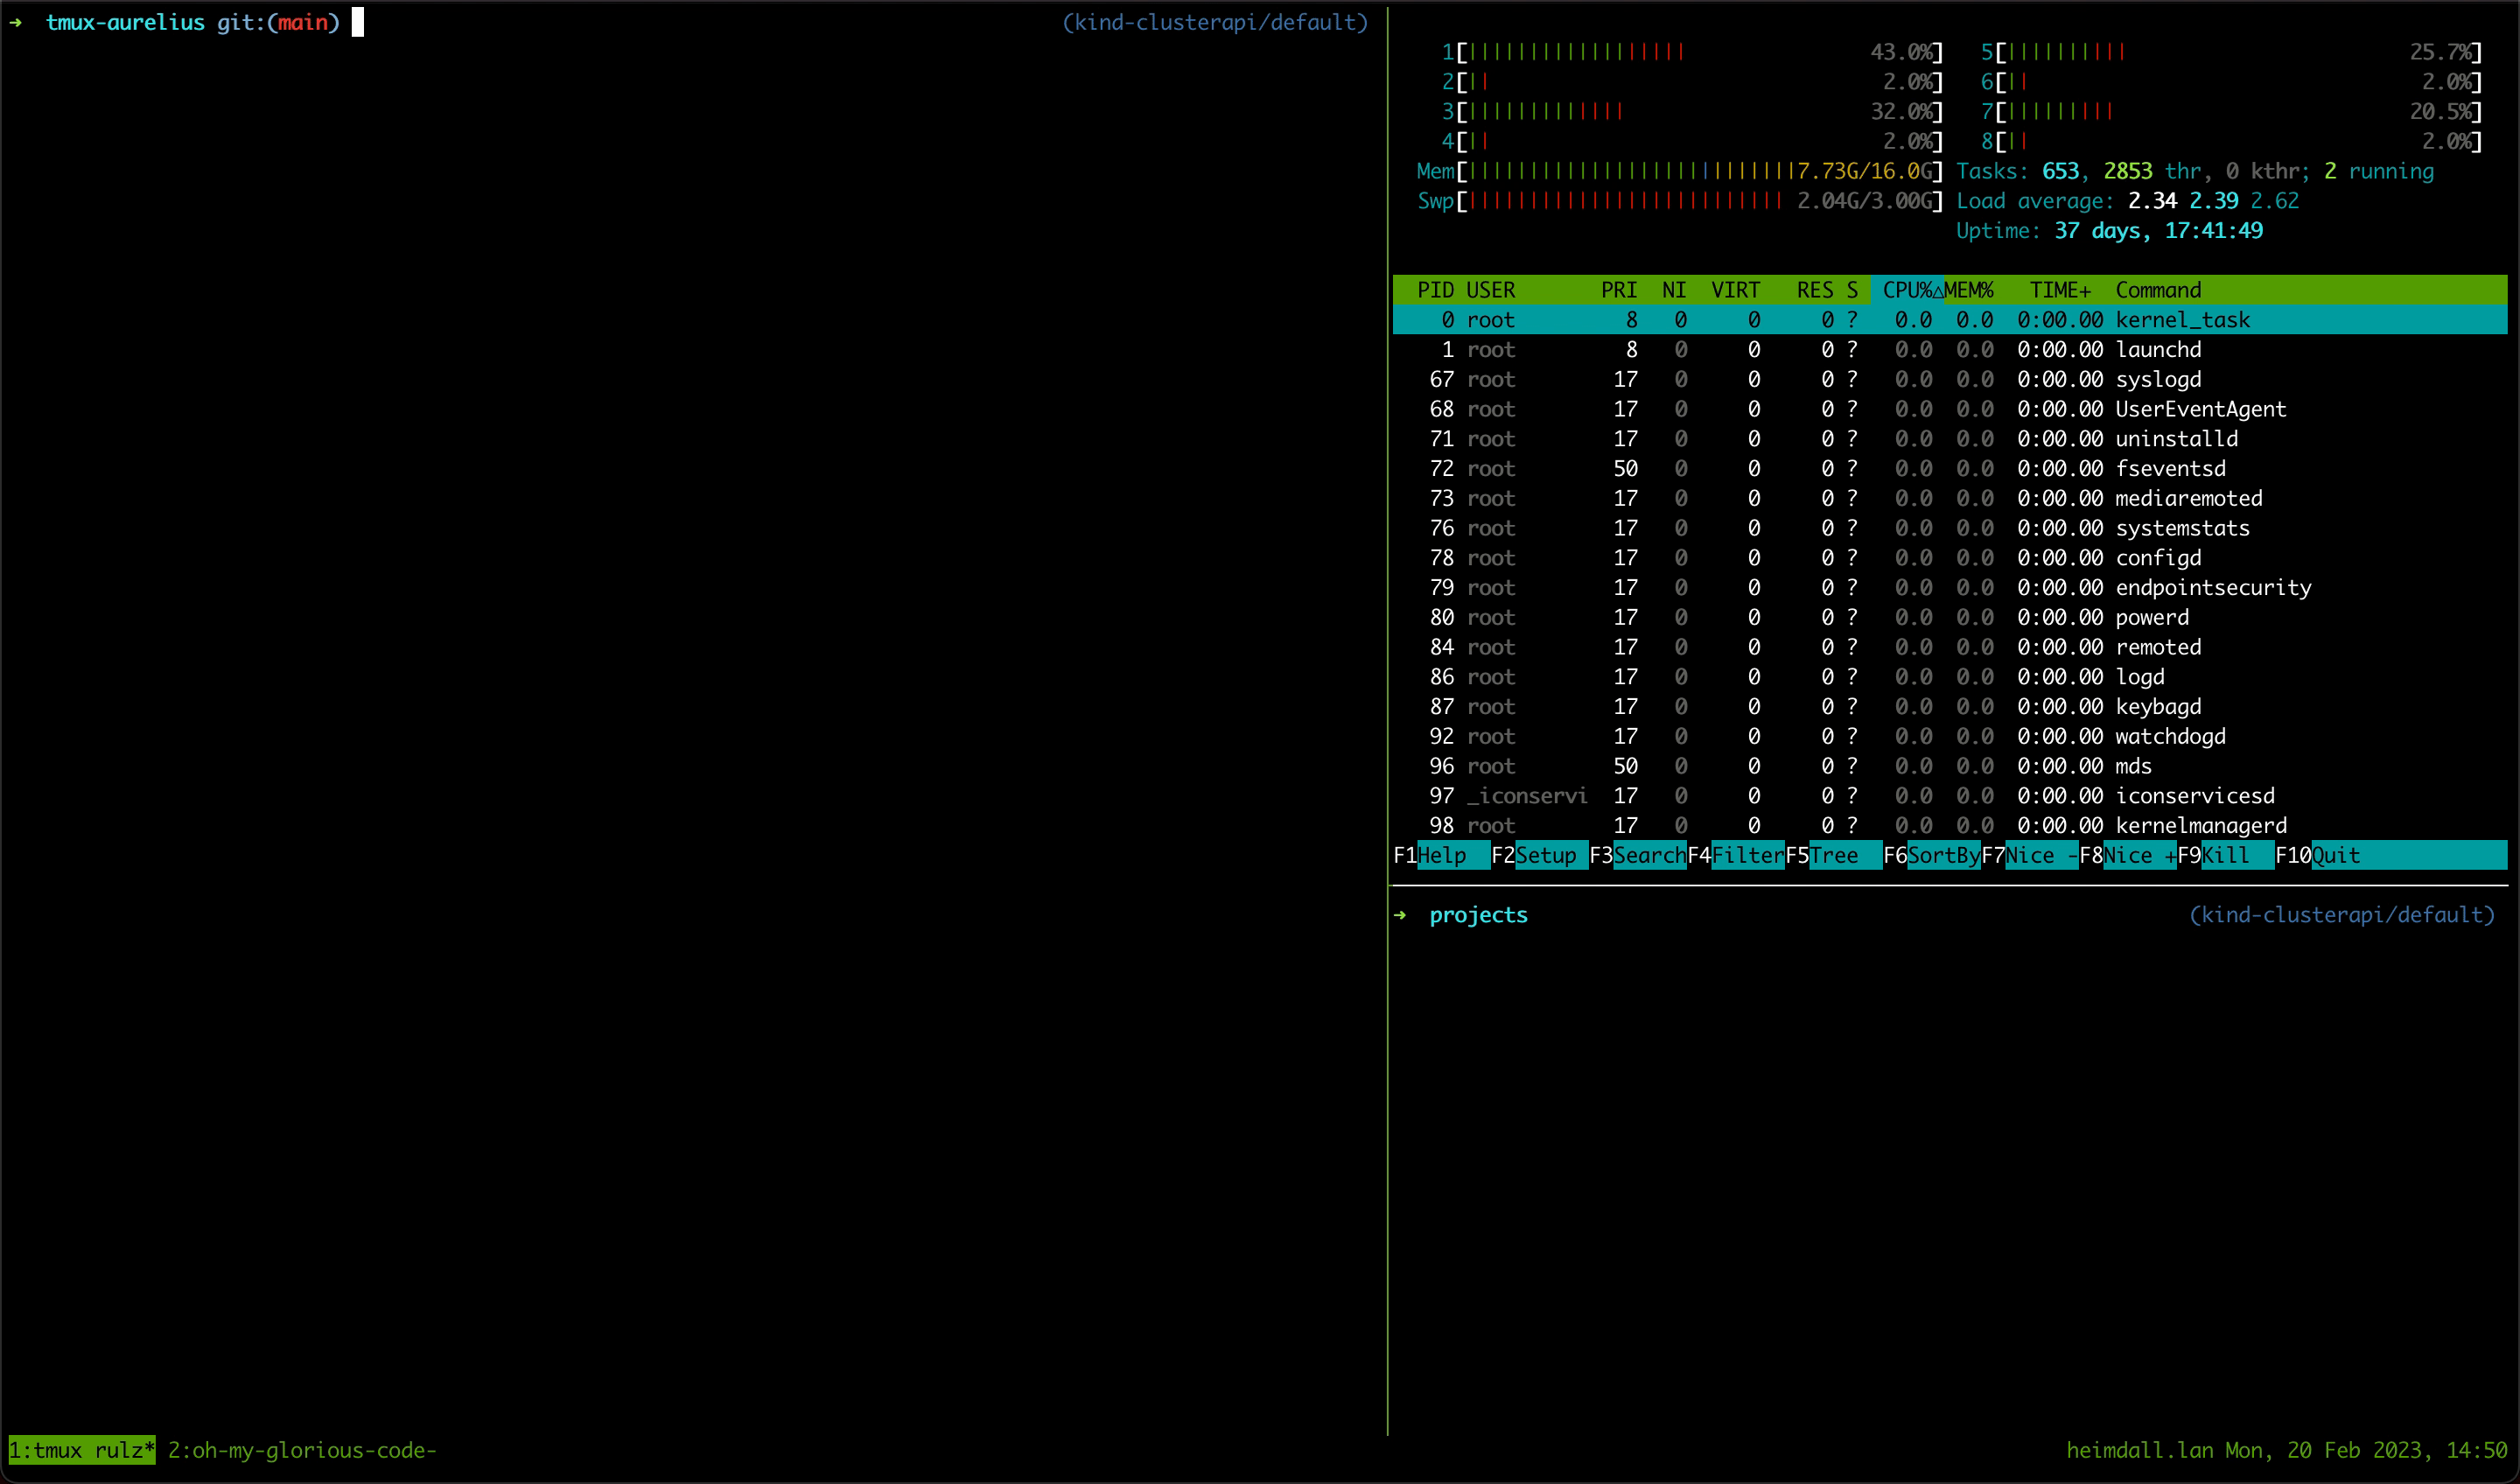 ➜  tmux-aurelius git:(main) (kind-clusterapi/default)
1[||||||||||||||||||43.0%] 5[||||||||||25.7%]
2[||2.0%] 6[||2.0%]
3[|||||||||||||32.0%] 7[|||||||||20.5%]
4[||2.0%] 8[||2.0%]
Mem[|||||||||||||||||||||||||||7.73G/16.0G] Tasks: 653, 2853 thr, 0 kthr; 2 running
Swp[||||||||||||||||||||||||||2.04G/3.00G] Load average: 2.34 2.39 2.62
Uptime: 37 days, 17:41:49
PID USER PRI NI VIRT RES S CPU%△MEM% TIME+ Command
0 root 8 0 0 0 ? 0.0 0.0 0:00.00 kernel_task
1 root 8 0 0 0 ? 0.0 0.0 0:00.00 launchd
67 root 17 0 0 0 ? 0.0 0.0 0:00.00 syslogd
68 root 17 0 0 0 ? 0.0 0.0 0:00.00 UserEventAgent
71 root 17 0 0 0 ? 0.0 0.0 0:00.00 uninstalld
72 root 50 0 0 0 ? 0.0 0.0 0:00.00 fseventsd
73 root 17 0 0 0 ? 0.0 0.0 0:00.00 mediaremoted
76 root 17 0 0 0 ? 0.0 0.0 0:00.00 systemstats
78 root 17 0 0 0 ? 0.0 0.0 0:00.00 configd
79 root 17 0 0 0 ? 0.0 0.0 0:00.00 endpointsecurity
80 root 17 0 0 0 ? 0.0 0.0 0:00.00 powerd
84 root 17 0 0 0 ? 0.0 0.0 0:00.00 remoted
86 root 17 0 0 0 ? 0.0 0.0 0:00.00 logd
87 root 17 0 0 0 ? 0.0 0.0 0:00.00 keybagd
92 root 17 0 0 0 ? 0.0 0.0 0:00.00 watchdogd
96 root 50 0 0 0 ? 0.0 0.0 0:00.00 mds
97 _iconservi 17 0 0 0 ? 0.0 0.0 0:00.00 iconservicesd
98 root 17 0 0 0 ? 0.0 0.0 0:00.00 kernelmanagerd
F1Help  F2Setup F3SearchF4FilterF5Tree  F6SortByF7Nice -F8Nice +F9Kill  F10Quit
➜  projects (kind-clusterapi/default)
1:tmux rulz* 2:oh-my-glorious-code- heimdall.lan Mon, 20 Feb 2023, 14:50